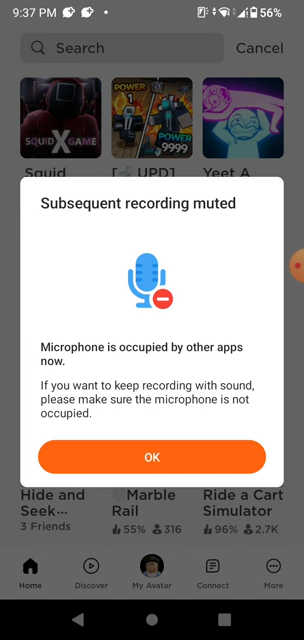 9:37 PM
56%
Search
Cancel
POWER
1
SQUID X GAME
POWER
9999
Squid
UPD]
Yeet A
Subsequent recording muted
Microphone is occupied by other apps
now.
If you want to keep recording with sound,
please make sure the microphone is not
occupied.
OK
Hide and
Seek...
3 Friends
Marble
Rail
55% 316
Ride a Cart
Simulator
96% 2.7K
Home
Discover
My Avatar
Connect
More